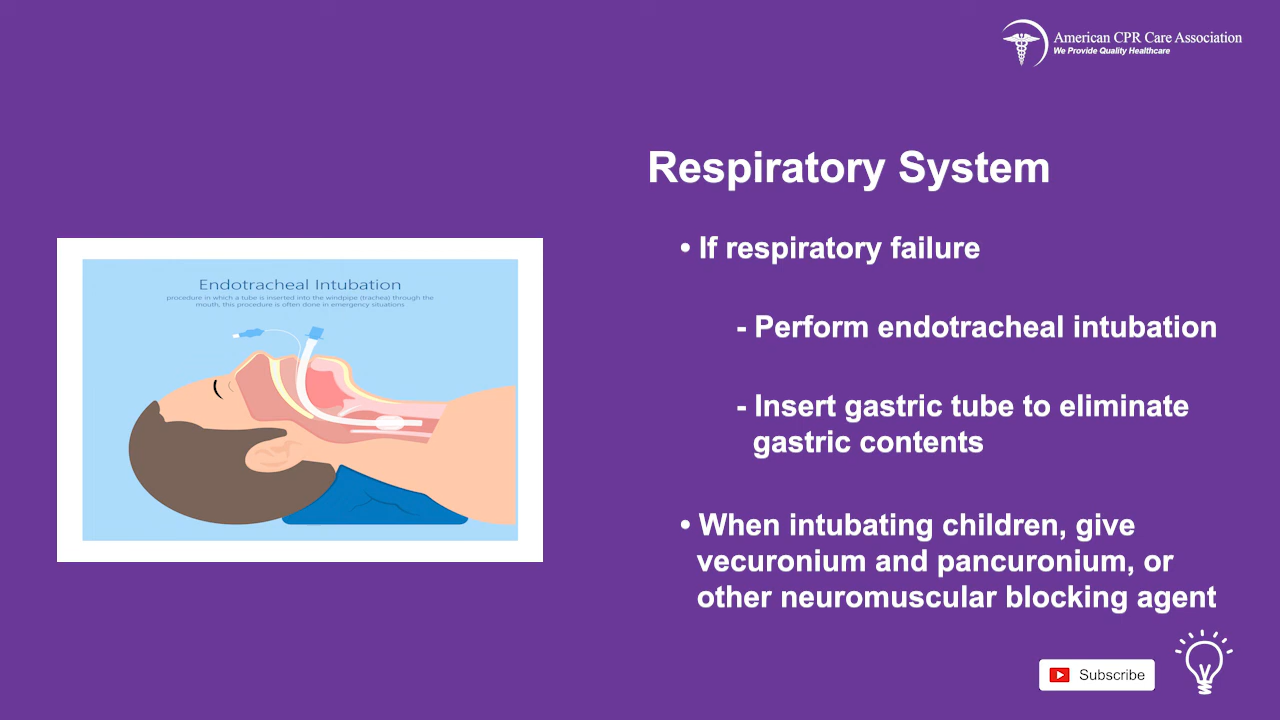 American CPR Care Association
We Provide Quality Healthcare
Respiratory System
• If respiratory failure
- Perform endotracheal intubation
- Insert gastric tube to eliminate
gastric contents
• When intubating children, give
vecuronium and pancuronium, or
other neuromuscular blocking agent
Endotracheal Intubation
procedure in which a tube is inserted into the windpipe (trachea) through the
mouth, this procedure is often done in emergency situations
Subscribe